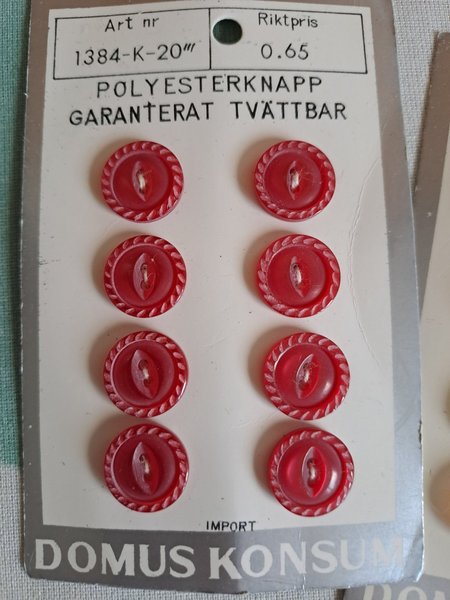 Art nr Riktpris
1384-K-20''' 0.65
POLYESTERKNAPP
GARANTERAT TVÄTTBAR
IMPORT
DOMUS KONSUM